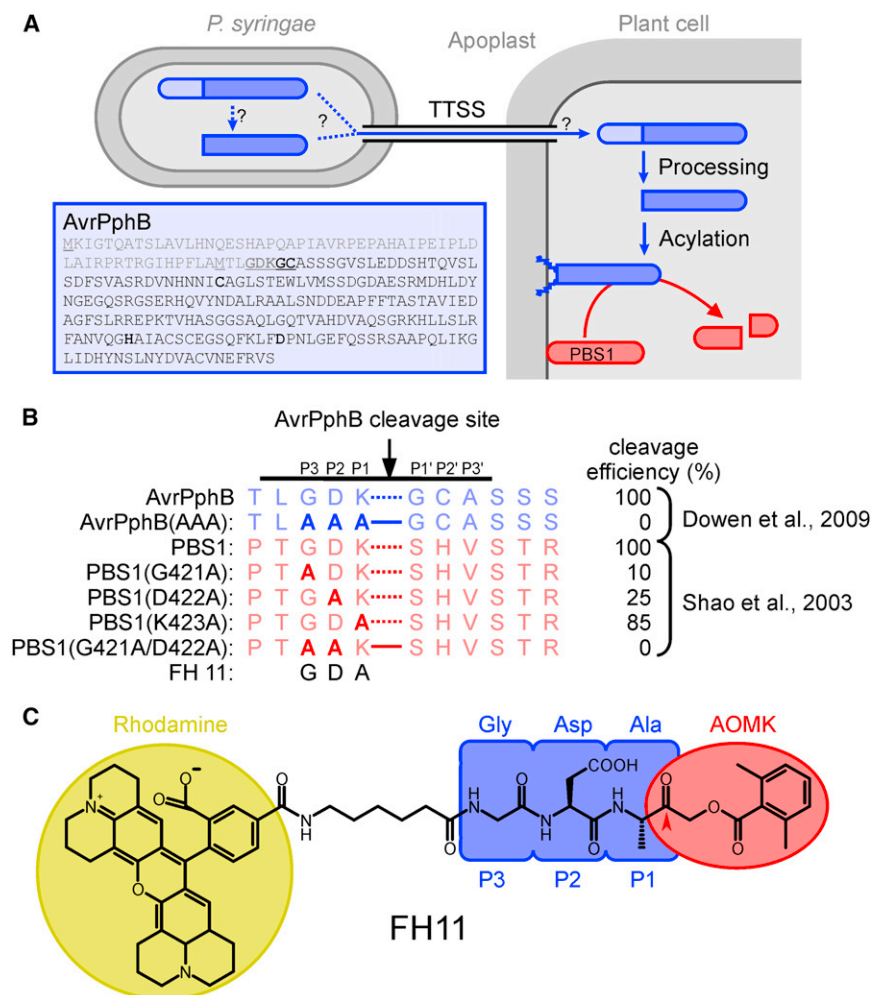 A
P. syringae
Apoplast
Plant cell
TTSS
?
?
?
Processing
Acylation
PBS1
AvrPphB
MKIGTQATSLAVLHNQESHAPQAPIAVRPEPAHAIPEIPLD
LAIRPRTRGIHPFLAMTLGDKGCASSSGVSLEDDSHTQVSL
SDFSVASRDVNHNNICAGLSTEWLVMSSDGDAESRMDHLDY
NGEGQSRGSERHQVYNDALRAALSNDDEAPFFTASTAVIED
AGFSLRREPKTVHASGGSAQLGQTVAHDVAQSGRKHLLSLR
FANVQGHAIACSCEGSQFKLFDPNLGEFQSSRSAAPQLIKG
LIDHYNSLNYDVACVNEFRVS
B
AvrPphB cleavage site
cleavage
efficiency (%)
P3 P2 P1 P1' P2' P3'
AvrPphB T L G D K G C A S S S 100
AvrPphB(AAA): T L A A A G C A S S S 0
Dowen et al., 2009
PBS1: P T G D K S H V S T R 100
PBS1(G421A) P T A D K S H V S T R 10
PBS1(D422A): P T G A K S H V S T R 25
PBS1(K423A): P T G D A S H V S T R 85
PBS1(G421A/D422A): P T A A K S H V S T R 0
Shao et al., 2003
FH 11: G D A
C
Rhodamine
Gly Asp Ala AOMK
O O⁻
N⁺
O
N
O
N
H
O
N
H
O
COOH
N
H
O
N
H
O
O
O
P3 P2 P1
FH11